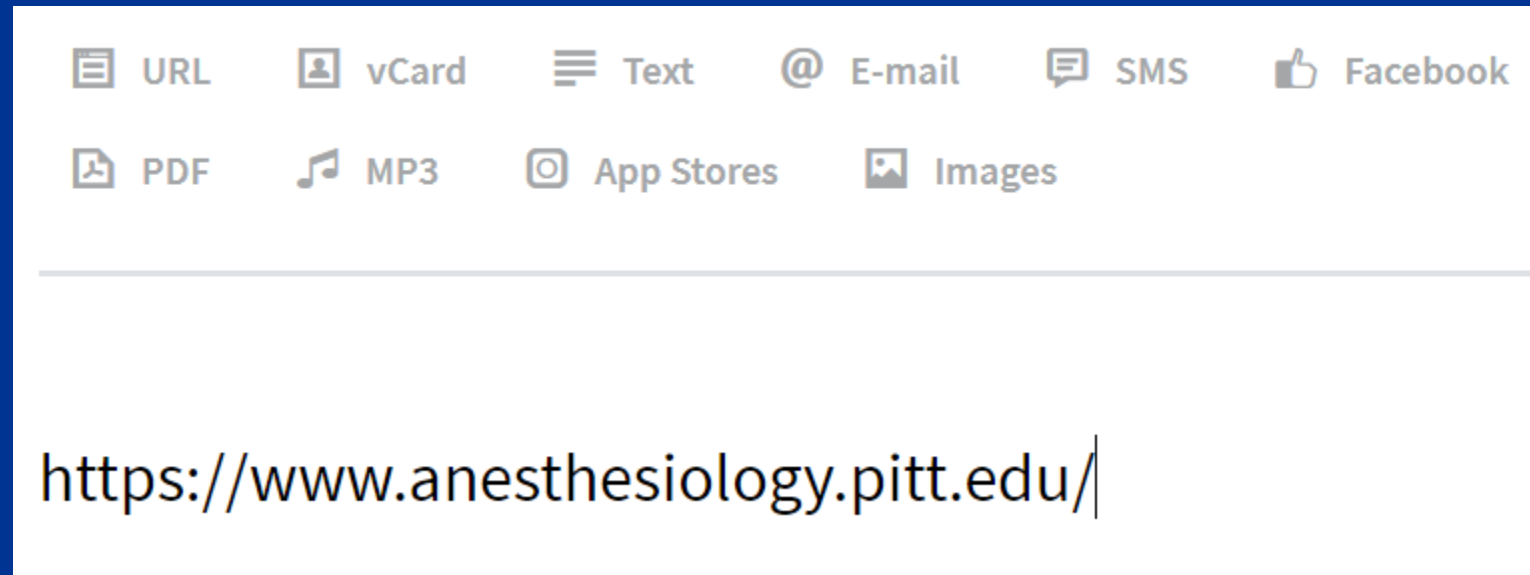 URL vCard Text E-mail SMS Facebook
PDF MP3 App Stores Images
https://www.anesthesiology.pitt.edu/